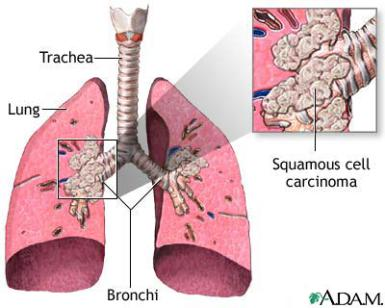 Trachea
Lung
Squamous cell
carcinoma
Bronchi
A.D.A.M.